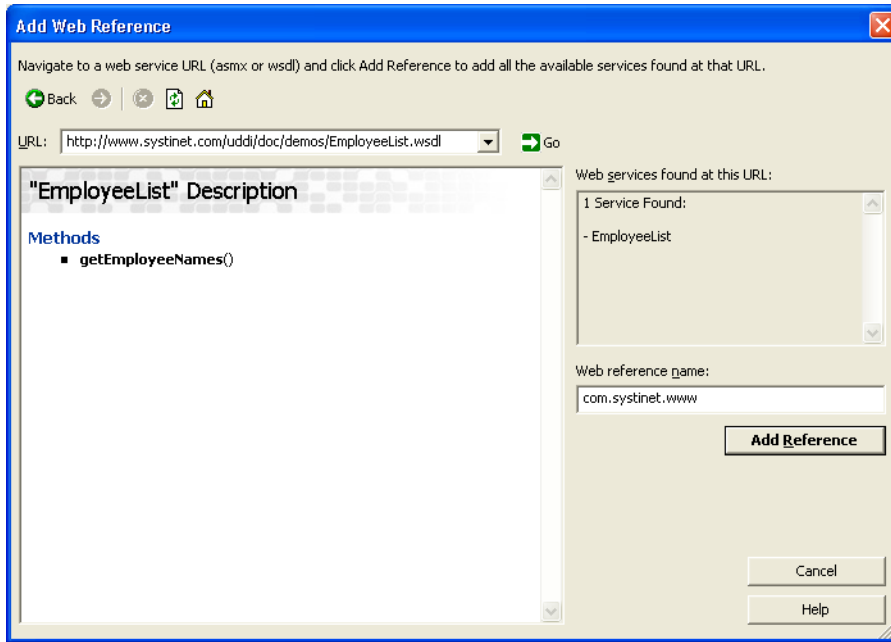 Add Web Reference
Navigate to a web service URL (asmx or wsdl) and click Add Reference to add all the available services found at that URL.
Back
URL: http://www.systinet.com/uddi/doc/demos/EmployeeList.wsdl Go
"EmployeeList" Description
Methods
getEmployeeNames()
Web services found at this URL:
1 Service Found:
- EmployeeList
Web reference name:
com.systinet.www
Add Reference
Cancel
Help